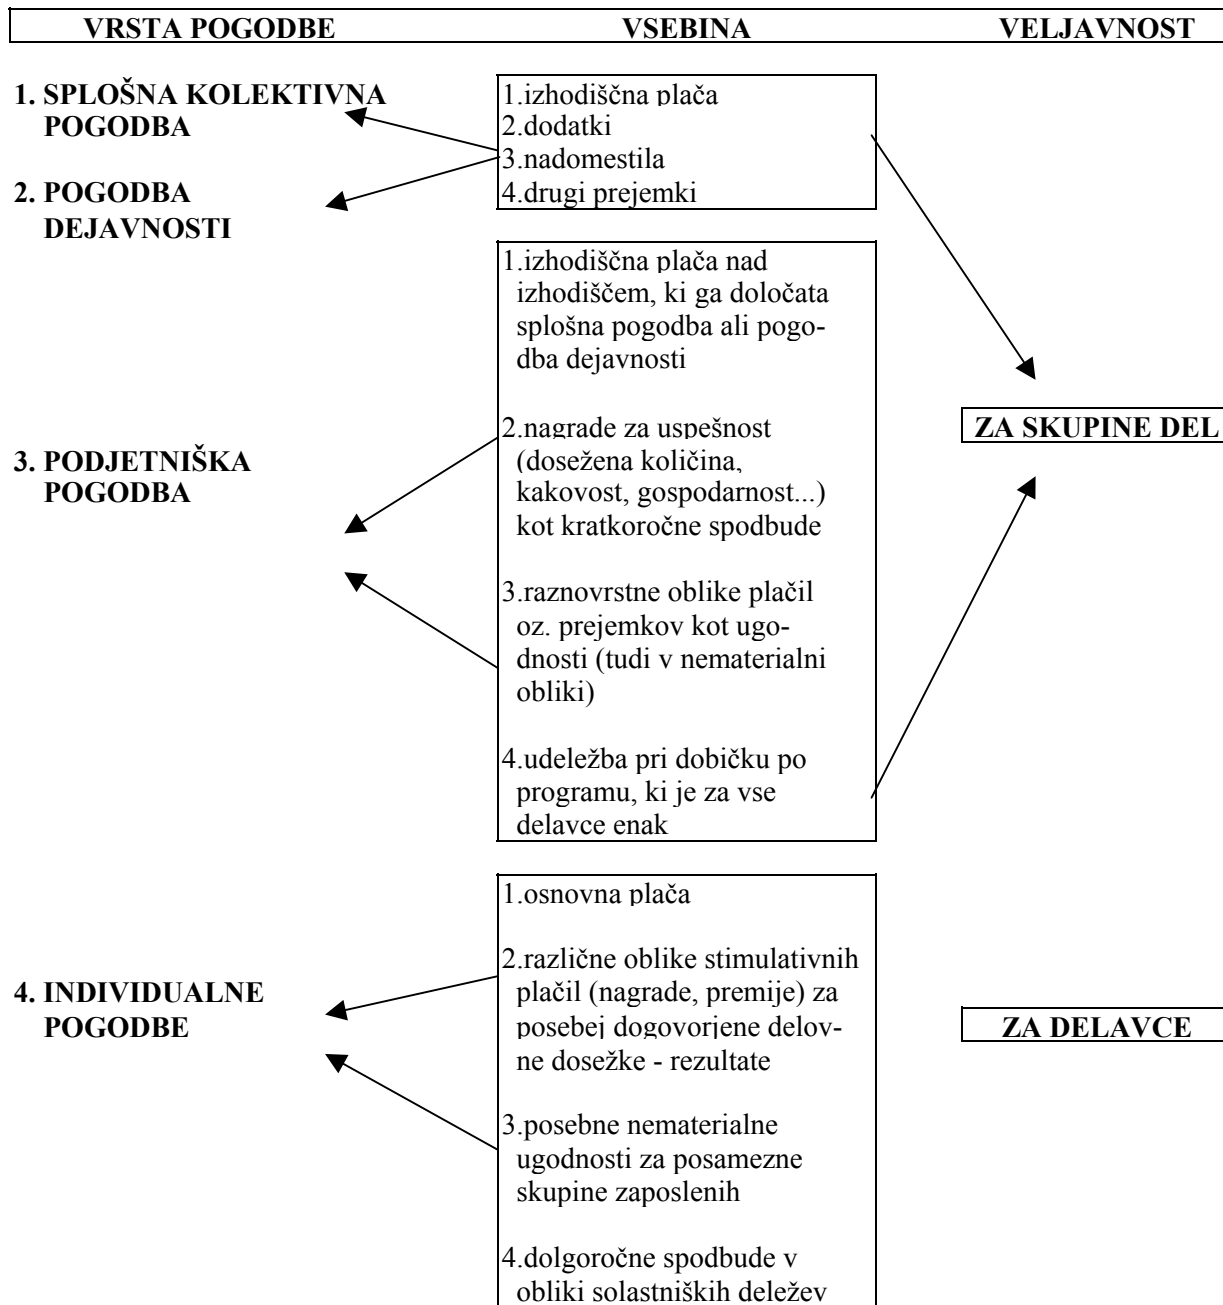 VRSTA POGODBE VSEBINA VELJAVNOST
1. SPLOŠNA KOLEKTIVNA
POGODBA
2. POGODBA
DEJAVNOSTI
1.izhodiščna plača
2.dodatki
3.nadomestila
4.drugi prejemki
3. PODJETNIŠKA
POGODBA
1.izhodiščna plača nad
izhodiščem, ki ga določata
splošna pogodba ali pogo-
dba dejavnosti
2.nagrade za uspešnost
(dosežena količina,
kakovost, gospodarnost...)
kot kratkoročne spodbude
3.raznovrstne oblike plačil
oz. prejemkov kot ugo-
dnosti (tudi v nematerialni
obliki)
4.udeležba pri dobičku po
programu, ki je za vse
delavce enak
ZA SKUPINE DEL
4. INDIVIDUALNE
POGODBE
1.osnovna plača
2.različne oblike stimulativnih
plačil (nagrade, premije) za
posebej dogovorjene delov-
ne dosežke - rezultate
3.posebne nematerialne
ugodnosti za posamezne
skupine zaposlenih
4.dolgoročne spodbude v
obliki solastniških deležev
ZA DELAVCE